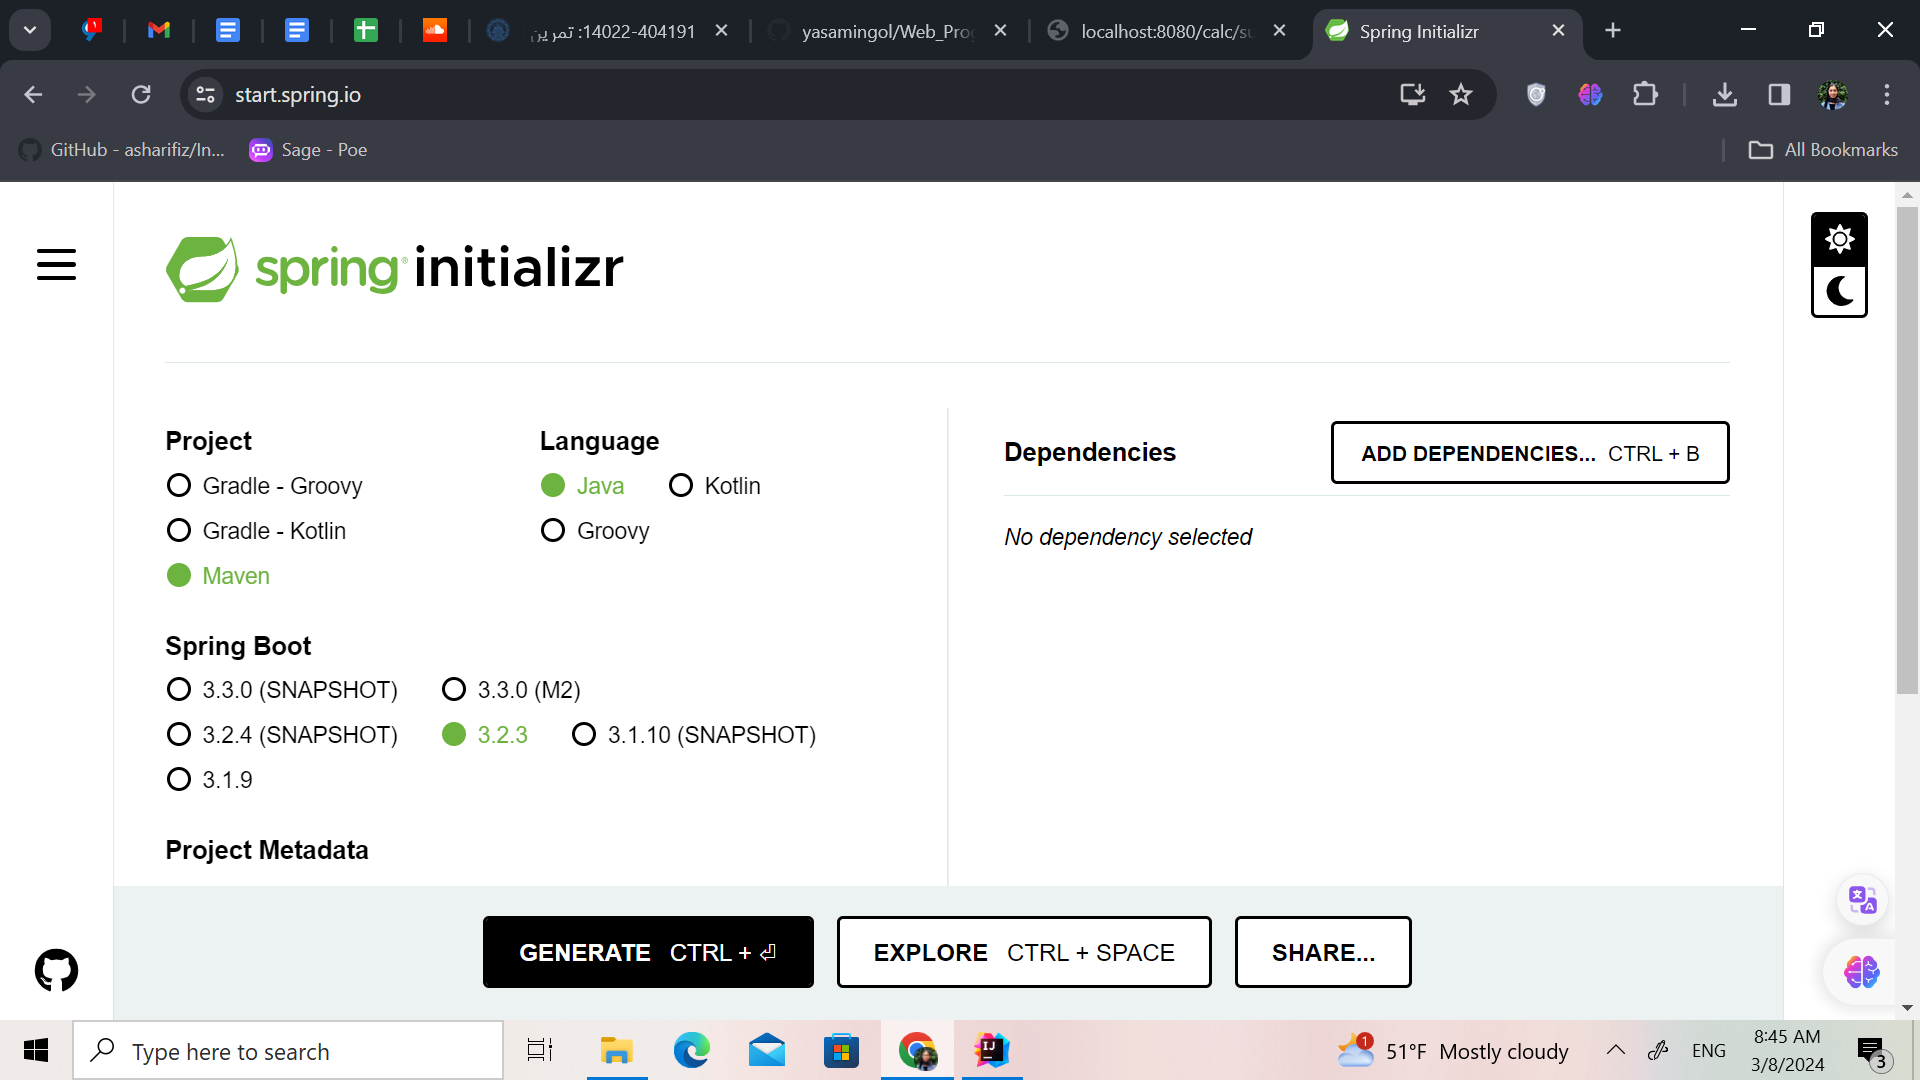 14022-404191: تمرین
yasamingol/Web_Prog
localhost:8080/calc/su
Spring Initializr
start.spring.io
GitHub - asharifiz/In...
Sage - Poe
All Bookmarks
spring initializr
Project
Language
Dependencies
ADD DEPENDENCIES... CTRL + B
Gradle - Groovy
Java
Kotlin
Gradle - Kotlin
Groovy
No dependency selected
Maven
Spring Boot
3.3.0 (SNAPSHOT)
3.3.0 (M2)
3.2.4 (SNAPSHOT)
3.2.3
3.1.10 (SNAPSHOT)
3.1.9
Project Metadata
GENERATE CTRL + ⏎
EXPLORE CTRL + SPACE
SHARE...
Type here to search
1
51°F Mostly cloudy
ENG
8:45 AM
3/8/2024
3